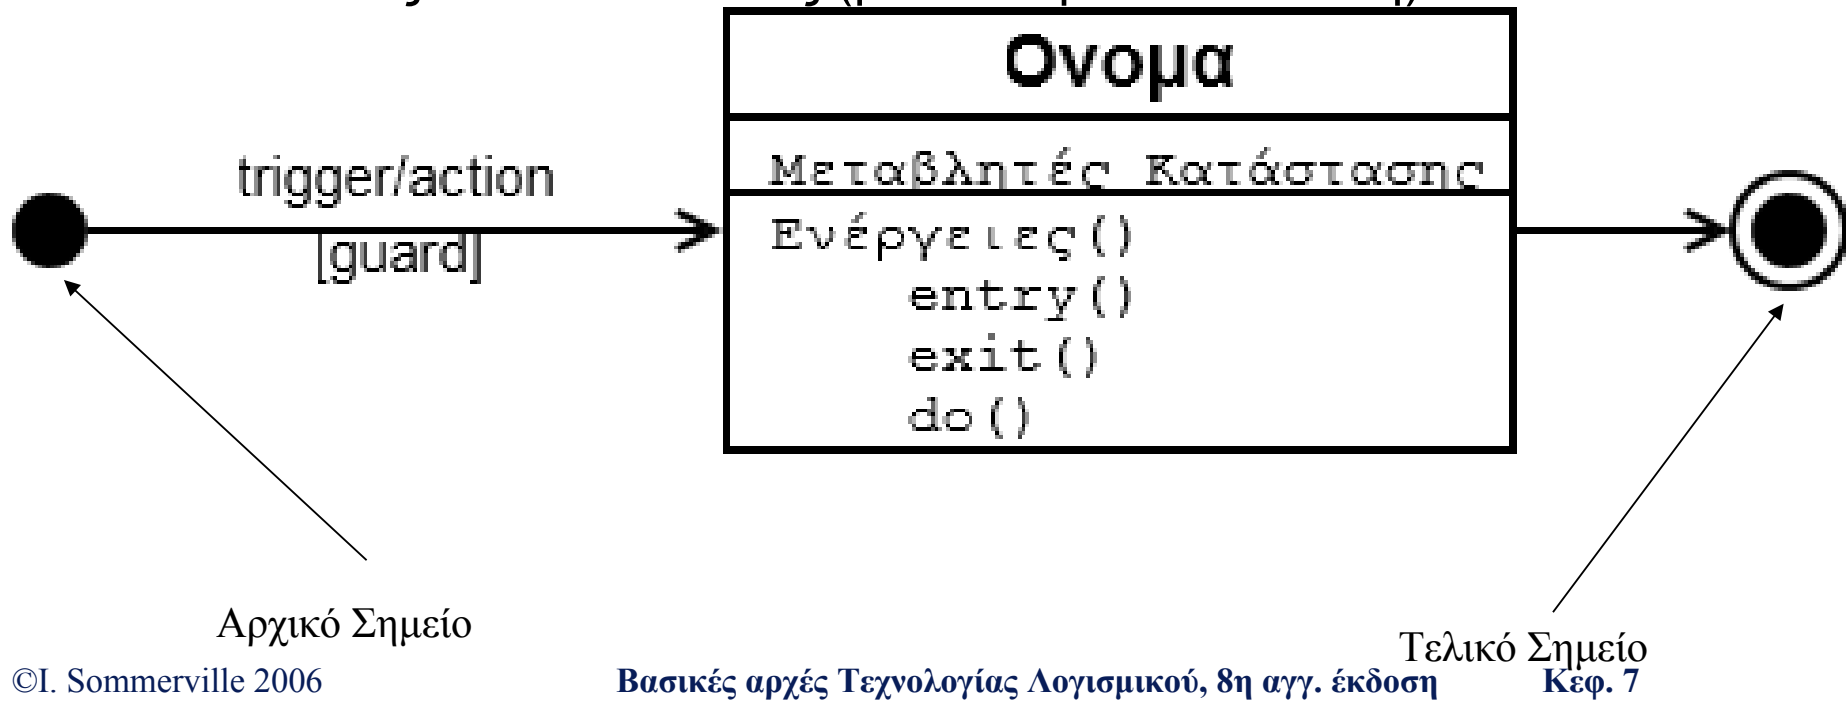 Ονομα
trigger/action
[guard]
Μεταβλητές Κατάστασης
Ενέργειες()
entry()
exit()
do()
Αρχικό Σημείο
Τελικό Σημείο
©I. Sommerville 2006 Βασικές αρχές Τεχνολογίας Λογισμικού, 8η αγγ. έκδοση Κεφ. 7